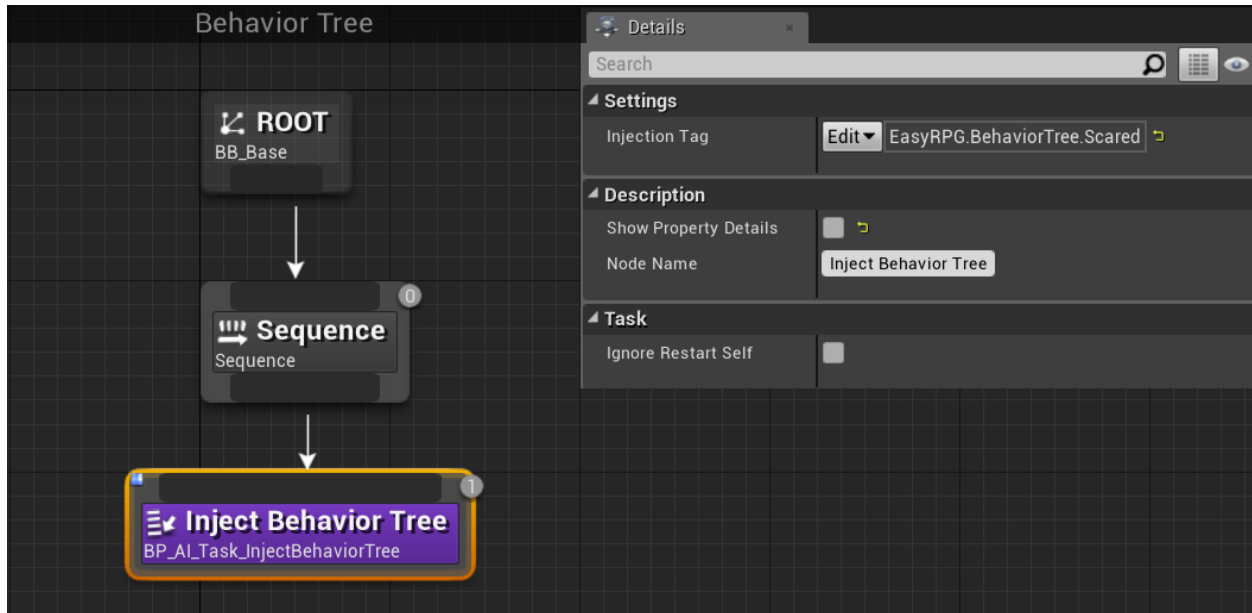 Behavior Tree
ROOT
BB_Base
0
Sequence
Sequence
1
Inject Behavior Tree
BP_AI_Task_InjectBehaviorTree
Details
Search
Settings
Injection Tag Edit EasyRPG.BehaviorTree.Scared
Description
Show Property Details
Node Name Inject Behavior Tree
Task
Ignore Restart Self